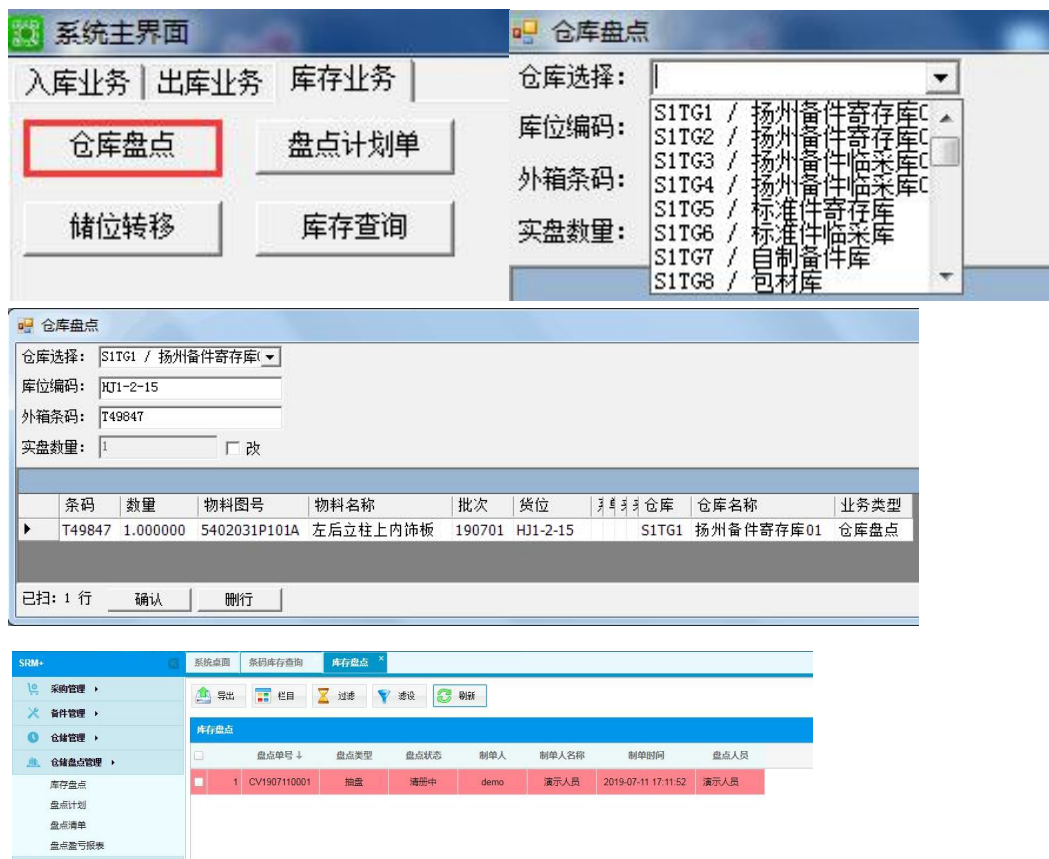 系统主界面
入库业务 出库业务 库存业务
仓库盘点 盘点计划单
储位转移 库存查询
仓库盘点
仓库选择：
库位编码：
外箱条码：
实盘数量：
S1TG1 / 扬州备件寄存库0
S1TG2 / 扬州备件寄存库0
S1TG3 / 扬州备件临采库0
S1TG4 / 扬州备件临采库0
S1TG5 / 标准件寄存库
S1TG6 / 标准件临采库
S1TG7 / 自制备件库
S1TG8 / 包材库
仓库盘点
仓库选择： S1TG1 / 扬州备件寄存库0
库位编码： HJ1-2-15
外箱条码： T49847
实盘数量： 1 改
条码 数量 物料图号 物料名称 批次 货位 仓库 仓库名称 业务类型
T49847 1.000000 5402031P101A 左后立柱上内饰板 190701 HJ1-2-15 S1TG1 扬州备件寄存库01 仓库盘点
已扫: 1 行 确认 删行
SRM+ 系统桌面 条码库存查询 库存盘点 ×
采购管理
备件管理
仓储管理
仓储盘点管理
库存盘点
盘点计划
盘点清单
盘点盈亏报表
导出 栏目 过滤 滤设 刷新
库存盘点
盘点单号↓ 盘点类型 盘点状态 制单人 制单人名称 制单时间 盘点人员
1 CV1907110001 抽盘 清册中 demo 演示人员 2019-07-11 17:11:52 演示人员